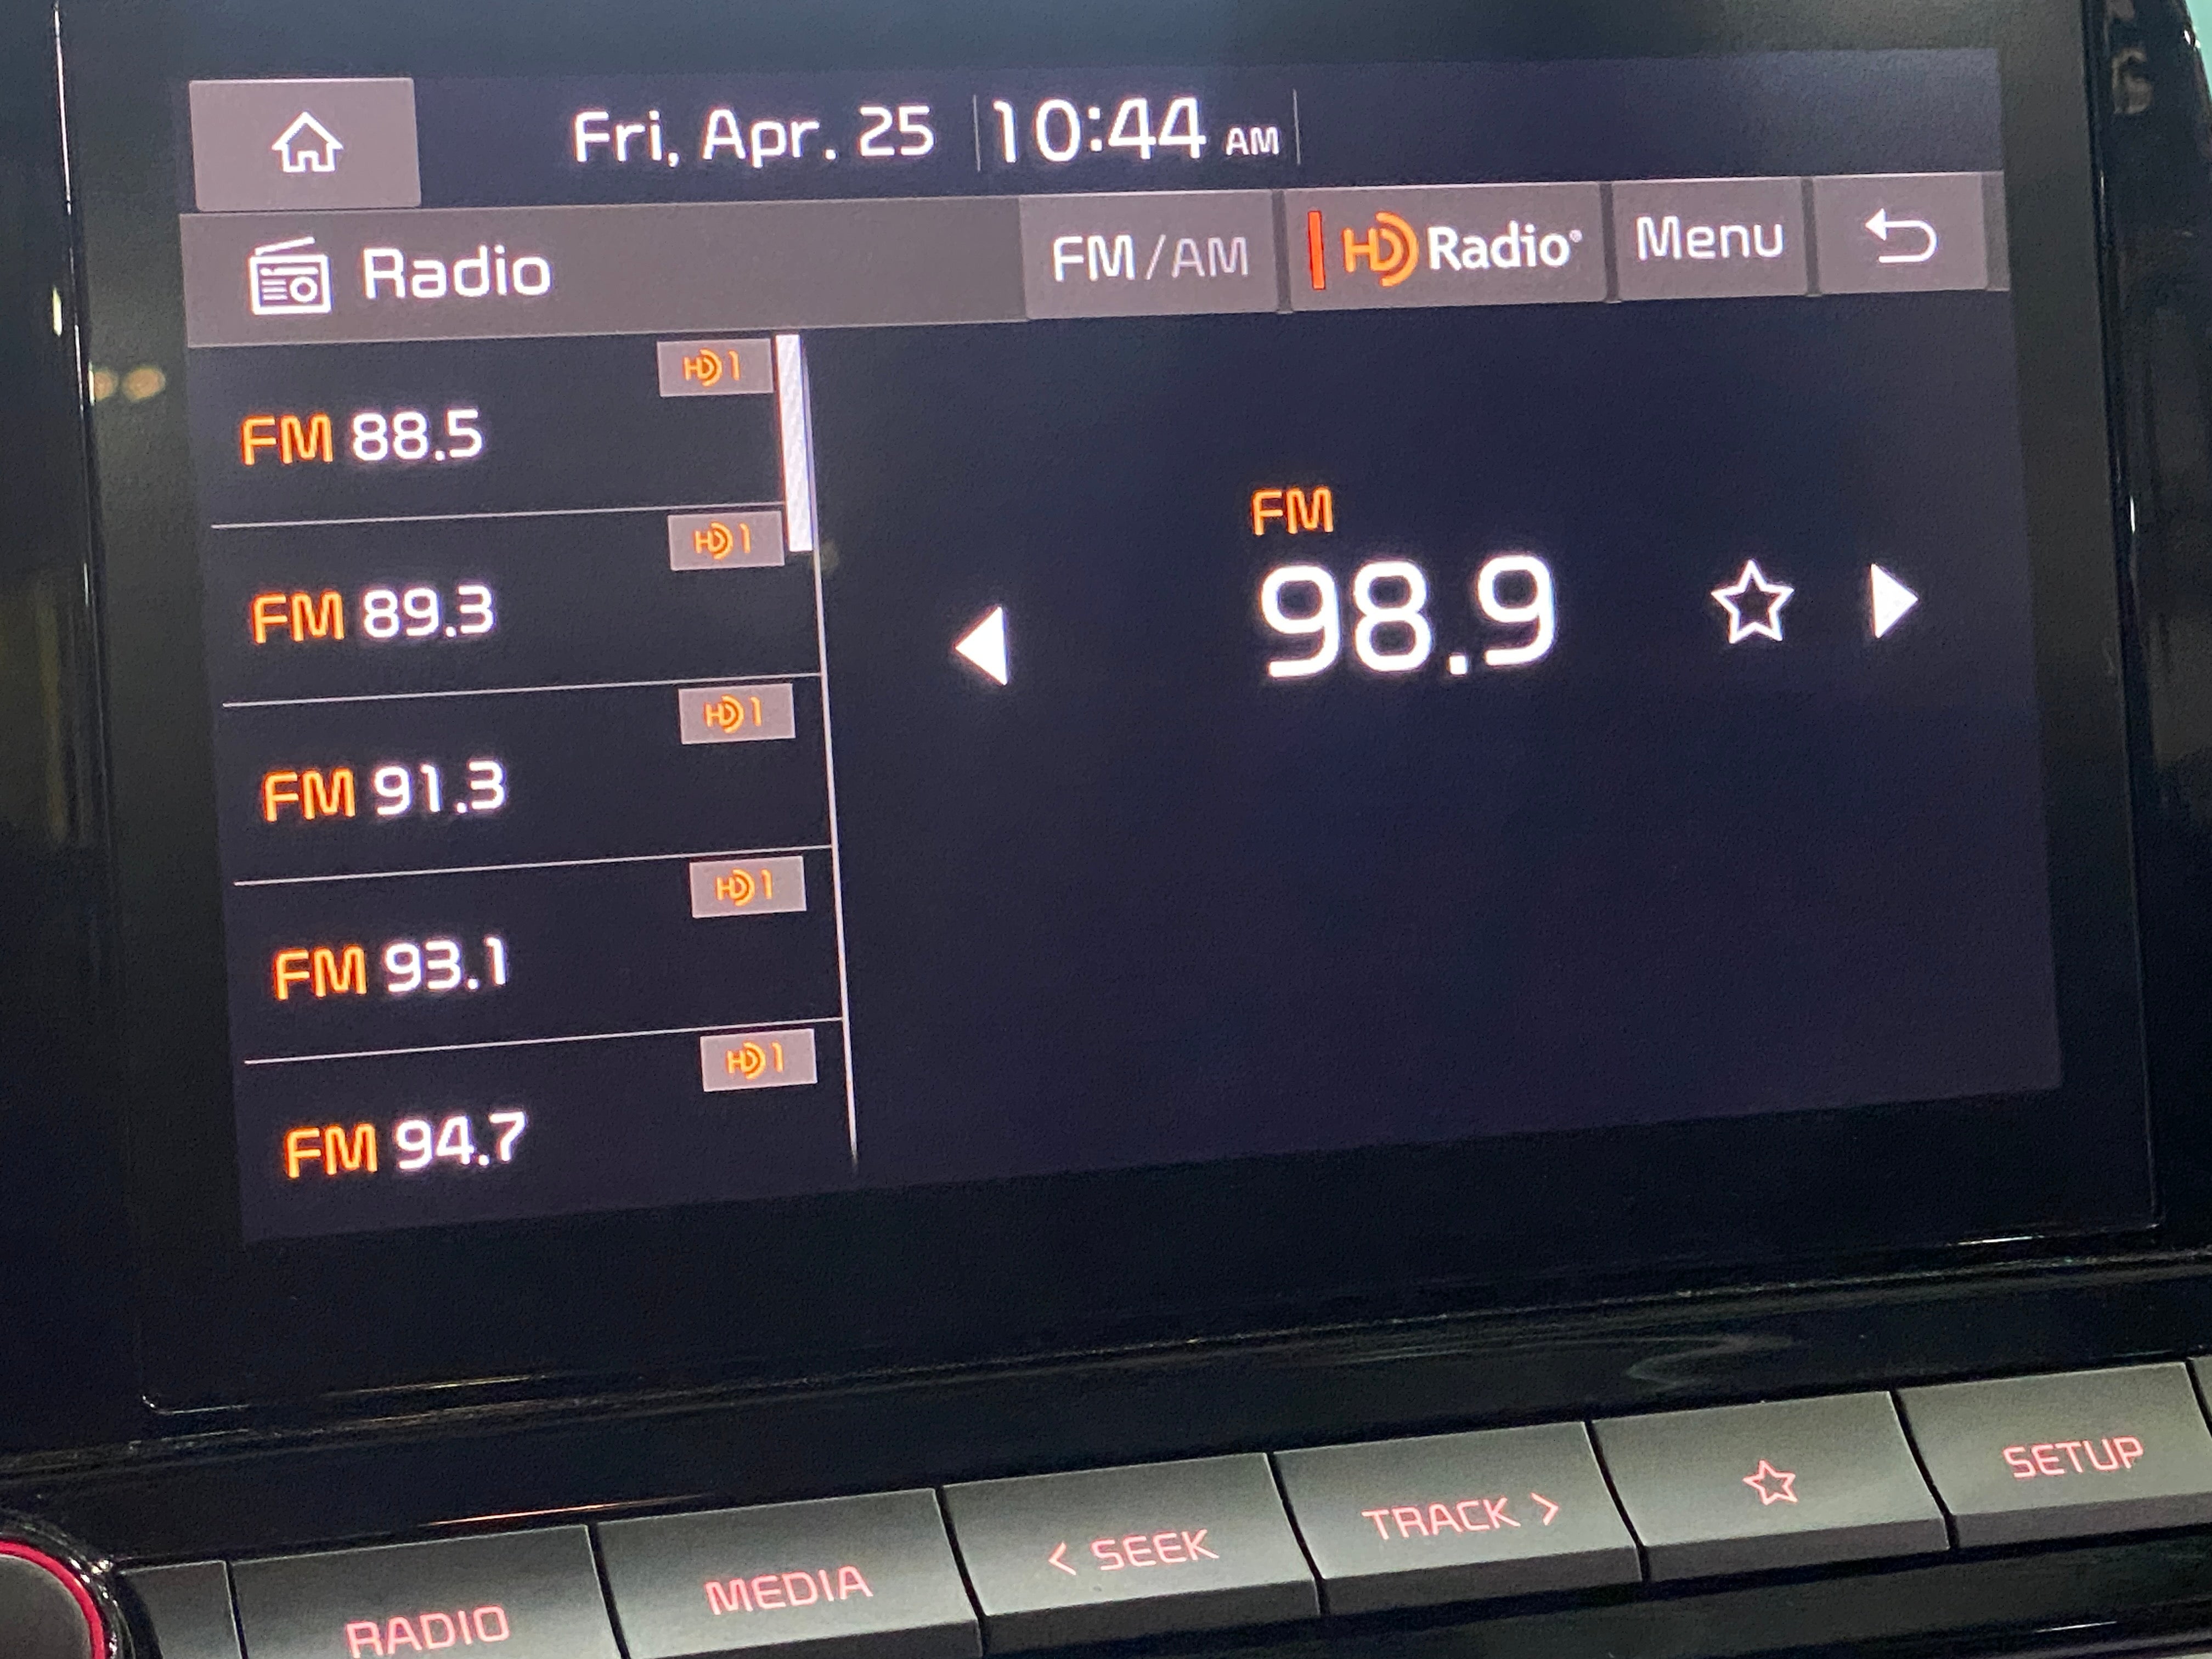 Fri, Apr. 25 10:44 AM
Radio FM/AM HD Radio® Menu
HD 1
FM 88.5
HD 1
FM 89.3
HD 1
FM 91.3
HD 1
FM 93.1
HD 1
FM 94.7
FM
98.9
RADIO MEDIA < SEEK TRACK > SETUP